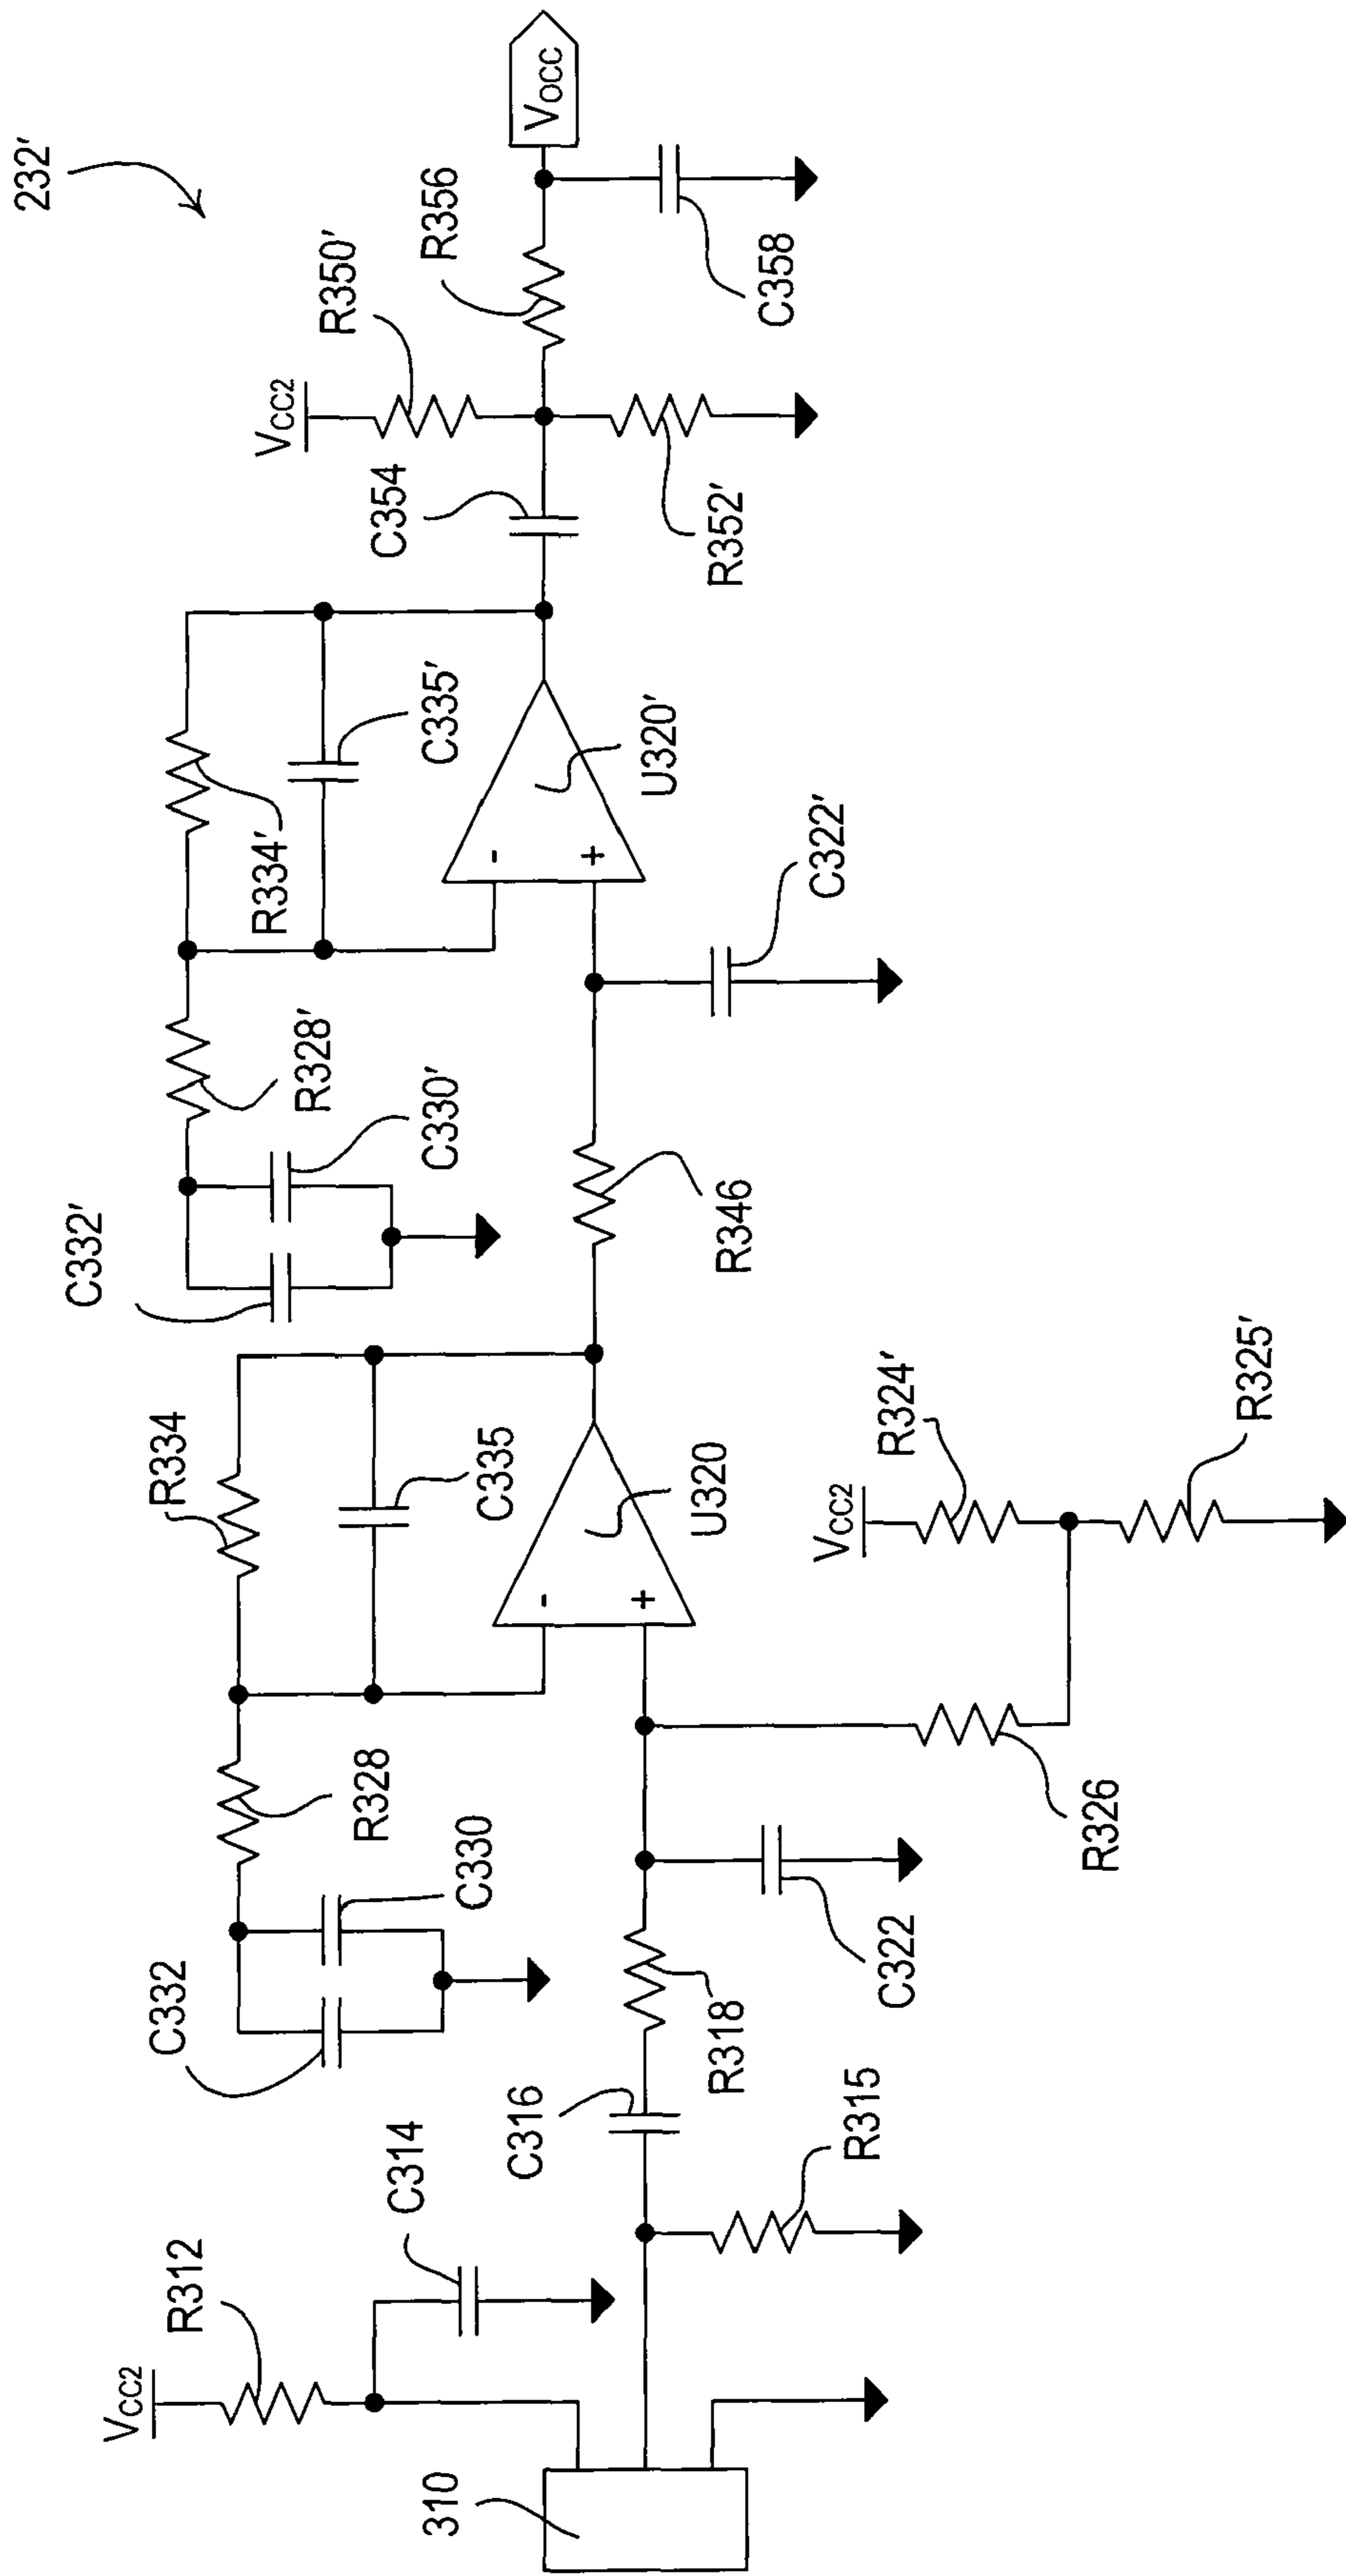 232'
VCC2
R312
C314
310
R315
C316
R318
C322
C332
C330
R328
R334
C335
-
+
U320
R326
VCC2
R324'
R325'
R346
C332'
C330'
R328'
R334'
C335'
-
+
U320'
C322'
C354
VCC2
R350'
R352'
R356
C358
VOCC